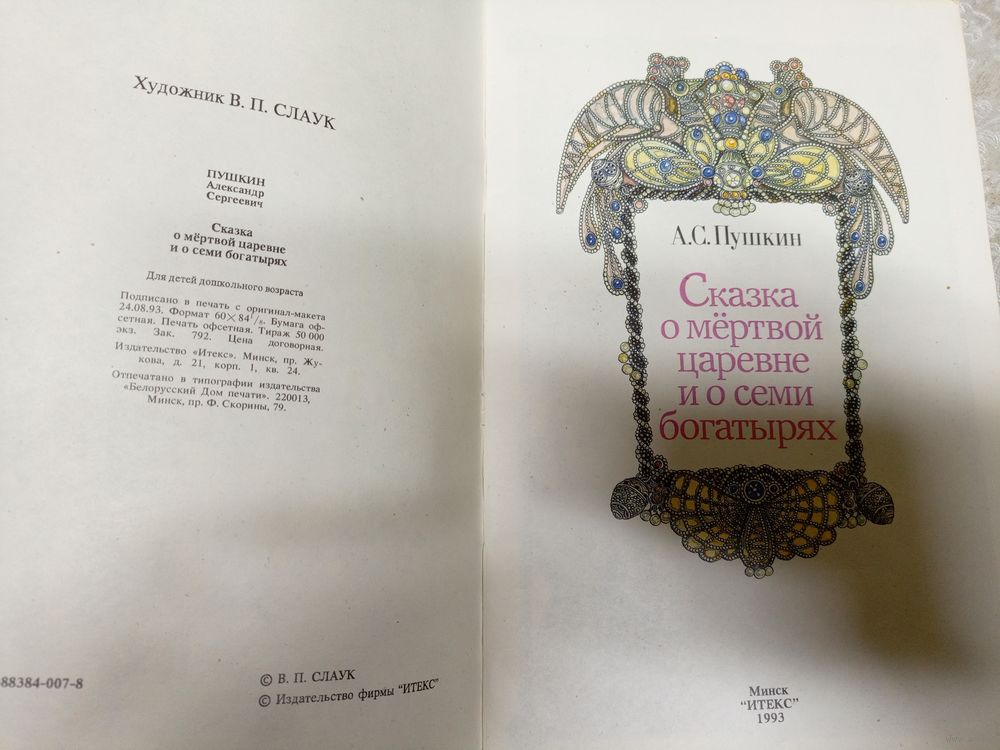 Художник В. П. СЛАУК
ПУШКИН
Александр
Сергеевич
Сказка
о мёртвой царевне
и о семи богатырях
Для детей дошкольного возраста
Подписано в печать с оригинал-макета
24.08.93. Формат 60×84¹/₈. Бумага оф-
сетная. Печать офсетная. Тираж 50 000
экз. Зак. 792. Цена договорная.
Издательство «Итекс». Минск, пр. Жу-
кова, д. 21, корп. 1, кв. 24.
Отпечатано в типографии издательства
«Белорусский Дом печати». 220013,
Минск, пр. Ф. Скорины, 79.
88384-007-8
© В. П. СЛАУК
© Издательство фирмы "ИТЕКС"
А.С.Пушкин
Сказка
о мёртвой
царевне
и о семи
богатырях
Минск
"ИТЕКС"
1993